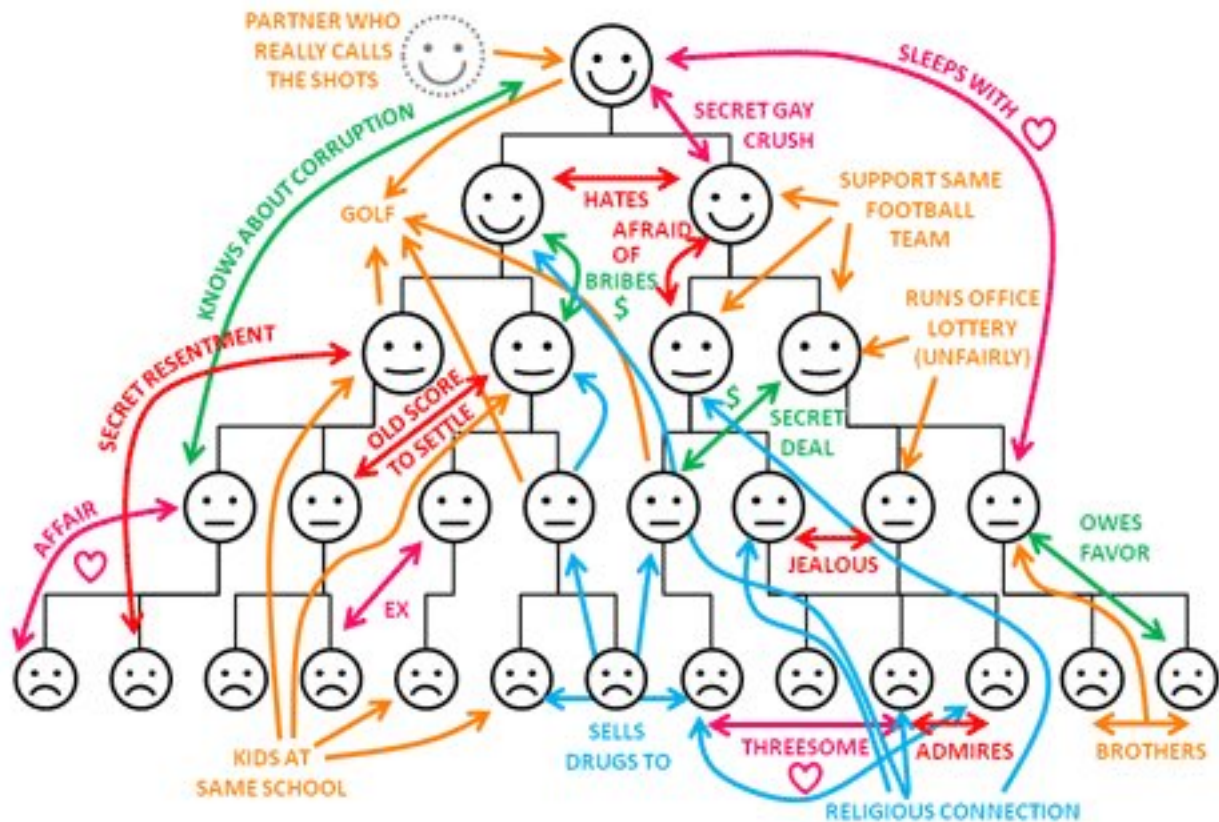 PARTNER WHO
REALLY CALLS
THE SHOTS
SLEEPS WITH
SECRET GAY
CRUSH
KNOWS ABOUT CORRUPTION
GOLF
HATES
SUPPORT SAME
FOOTBALL
TEAM
AFRAID
OF
BRIBES
$
RUNS OFFICE
LOTTERY
(UNFAIRLY)
SECRET RESENTMENT
OLD SCORE
TO SETTLE
$
SECRET
DEAL
AFFAIR
JEALOUS
OWES
FAVOR
EX
KIDS AT
SAME SCHOOL
SELLS
DRUGS TO
THREESOME
ADMIRES
BROTHERS
RELIGIOUS CONNECTION